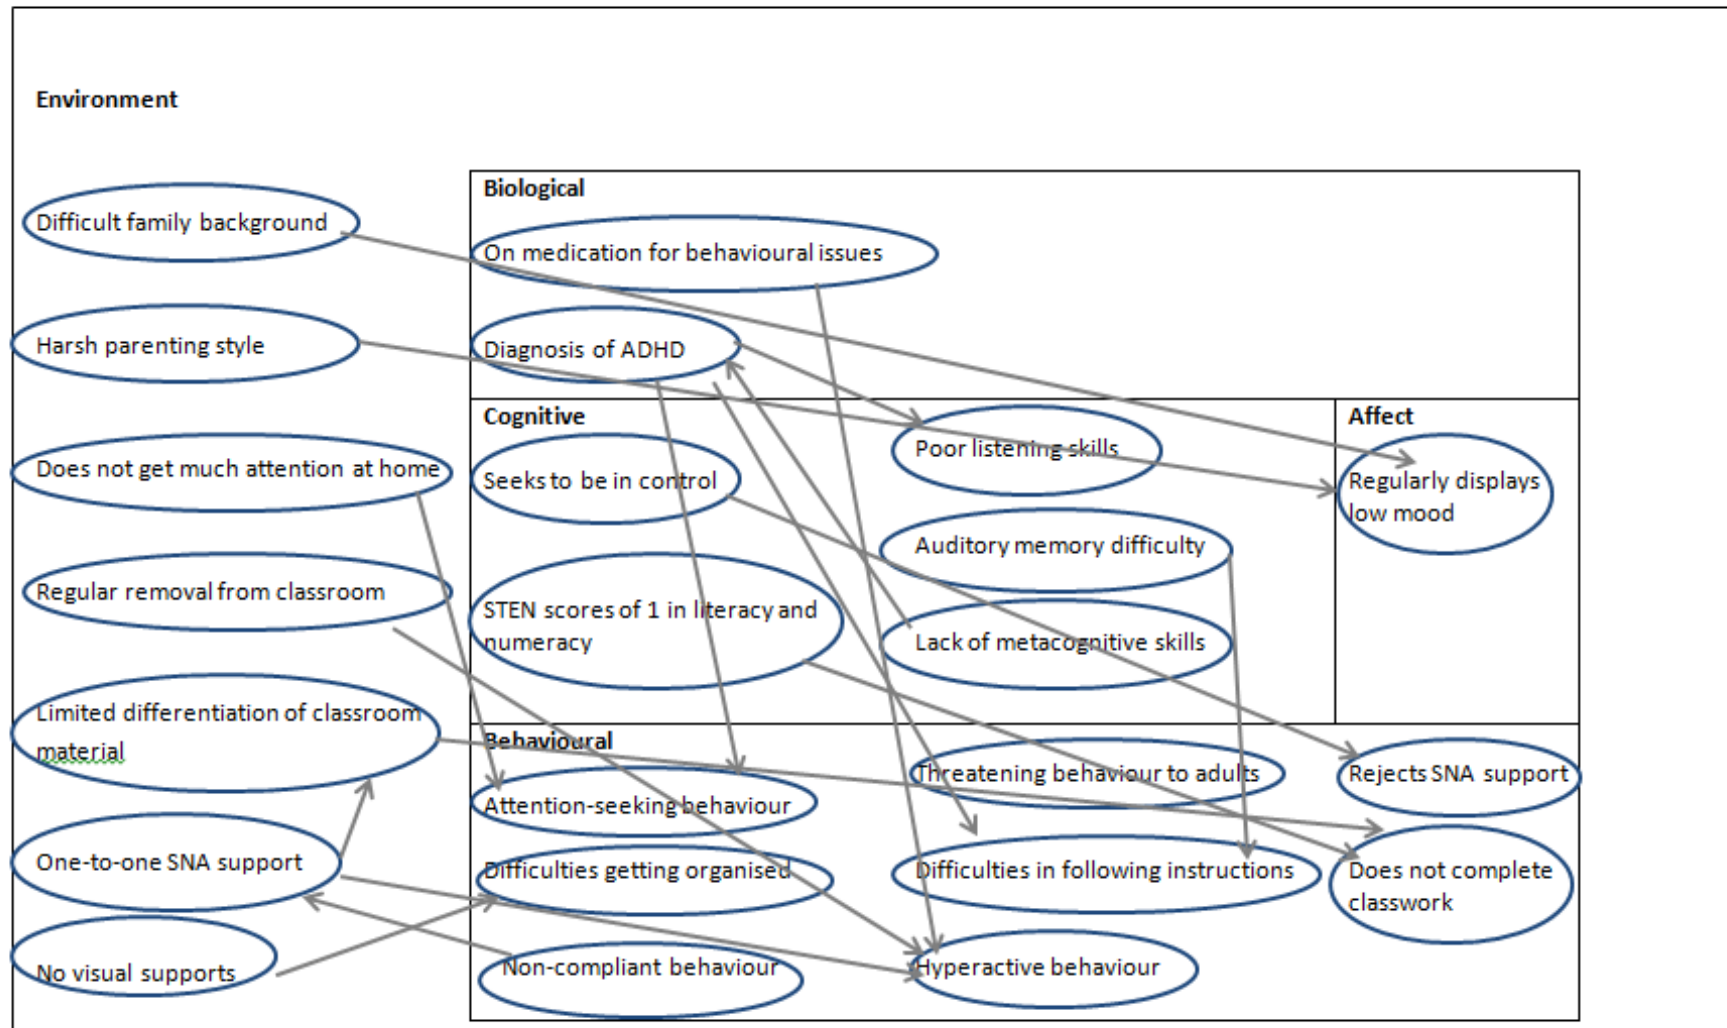 Environment
Difficult family background
Harsh parenting style
Does not get much attention at home
Regular removal from classroom
Limited differentiation of classroom
material
One-to-one SNA support
No visual supports
Biological
On medication for behavioural issues
Diagnosis of ADHD
Cognitive
Seeks to be in control
STEN scores of 1 in literacy and
numeracy
Poor listening skills
Auditory memory difficulty
Lack of metacognitive skills
Affect
Regularly displays
low mood
Behavioural
Attention-seeking behaviour
Difficulties getting organised
Non-compliant behaviour
Threatening behaviour to adults
Difficulties in following instructions
Hyperactive behaviour
Rejects SNA support
Does not complete
classwork